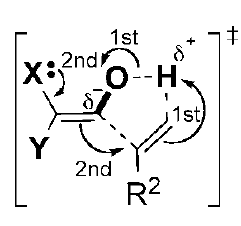 1st ‡
X: 2nd O H δ+
δ− 1st
Y
2nd
R2